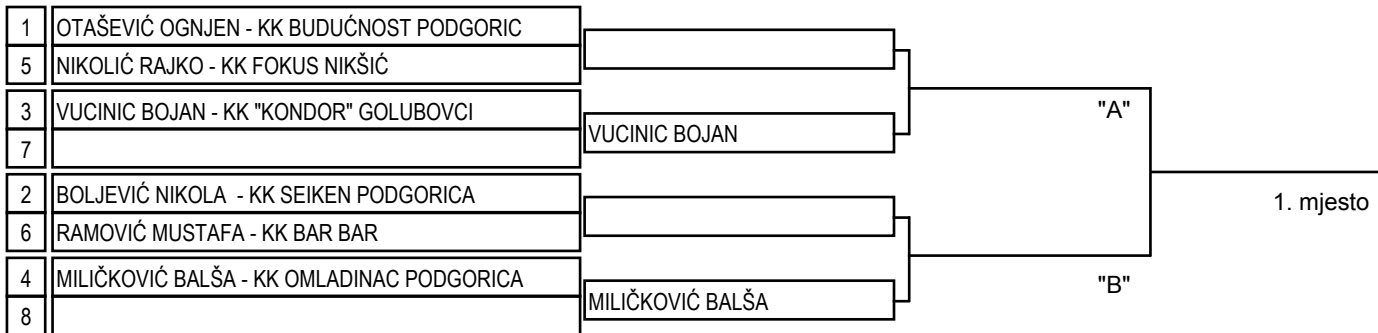 1 OTAŠEVIĆ OGNJEN - KK BUDUĆNOST PODGORIC
5 NIKOLIĆ RAJKO - KK FOKUS NIKŠIĆ
3 VUCINIC BOJAN - KK "KONDOR" GOLUBOVCI
7
VUCINIC BOJAN
2 BOLJEVIĆ NIKOLA - KK SEIKEN PODGORICA
6 RAMOVIĆ MUSTAFA - KK BAR BAR
4 MILIČKOVIĆ BALŠA - KK OMLADINAC PODGORICA
8
MILIČKOVIĆ BALŠA
"A"
"B"
1. mjesto